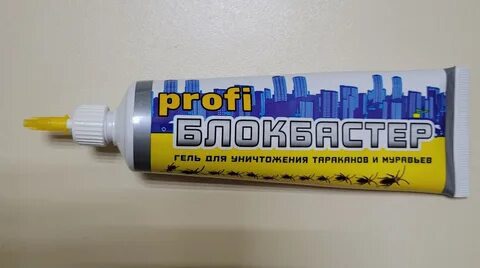 profi
БЛОКБАСТЕР
ГЕЛЬ ДЛЯ УНИЧТОЖЕНИЯ ТАРАКАНОВ И МУРАВЬЕВ